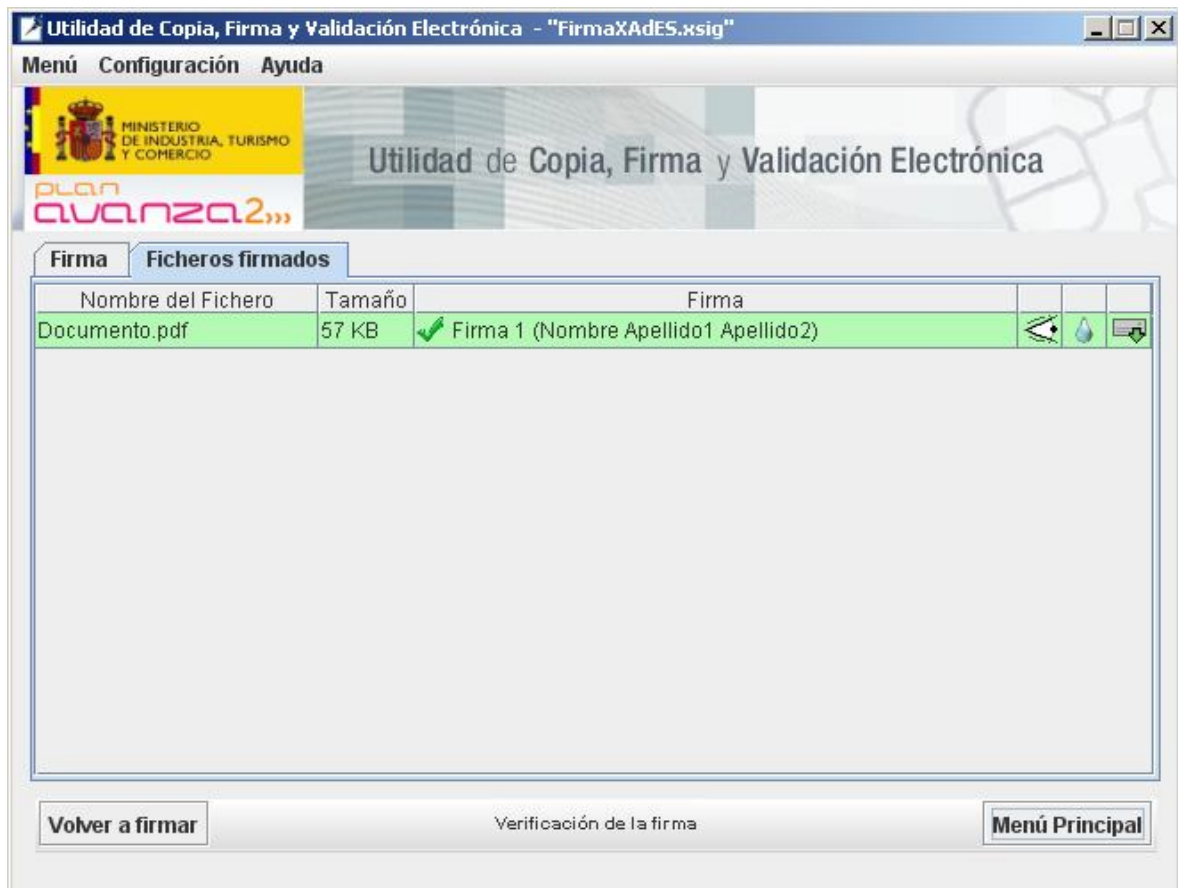 Utilidad de Copia, Firma y Validación Electrónica - "FirmaXAdES.xsig"
Menú Configuración Ayuda
MINISTERIO
DE INDUSTRIA, TURISMO
Y COMERCIO
Utilidad de Copia, Firma y Validación Electrónica
PLan
avanza2
Firma Ficheros firmados
Nombre del Fichero Tamaño Firma
Documento.pdf 57 KB Firma 1 (Nombre Apellido1 Apellido2)
Volver a firmar Verificación de la firma Menú Principal